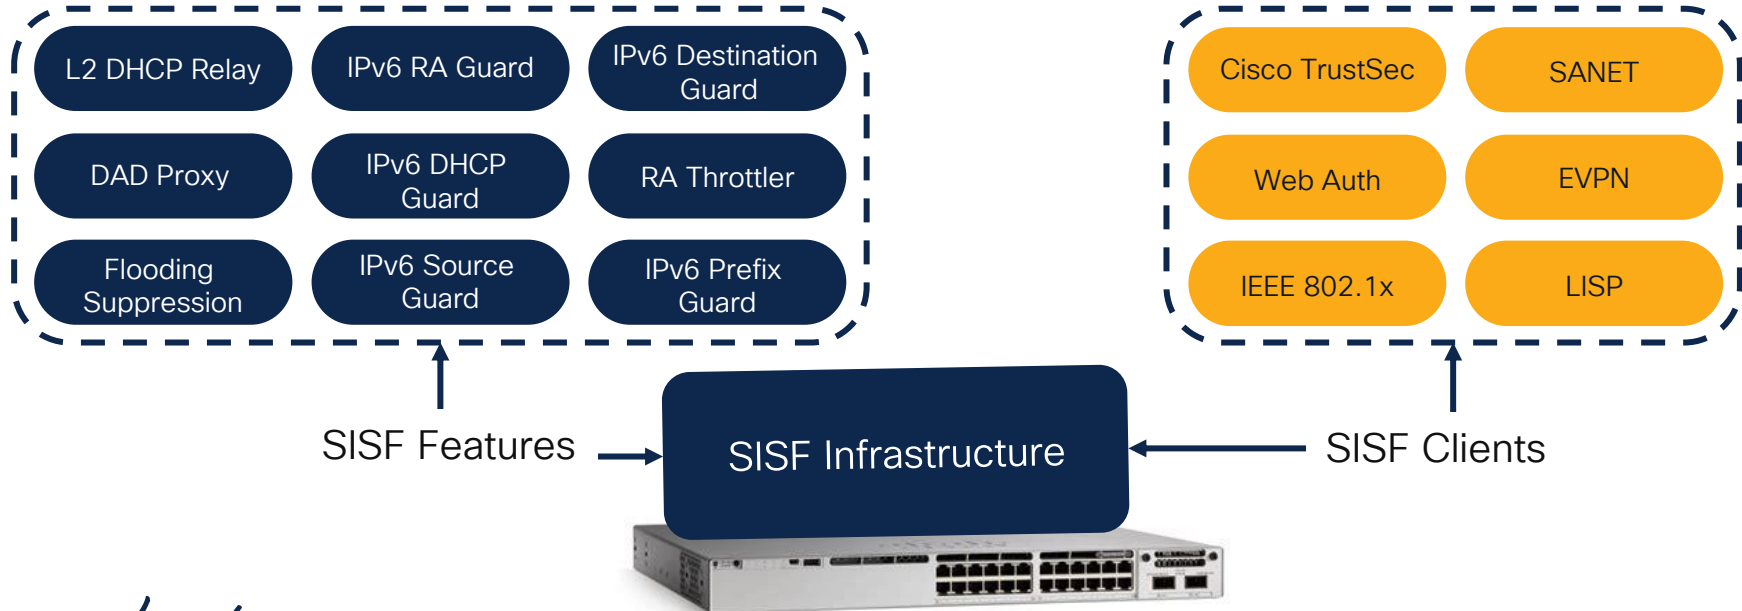 L2 DHCP Relay
IPv6 RA Guard
IPv6 Destination
Guard
DAD Proxy
IPv6 DHCP
Guard
RA Throttler
Flooding
Suppression
IPv6 Source
Guard
IPv6 Prefix
Guard
Cisco TrustSec
SANET
Web Auth
EVPN
IEEE 802.1x
LISP
SISF Features
SISF Infrastructure
SISF Clients